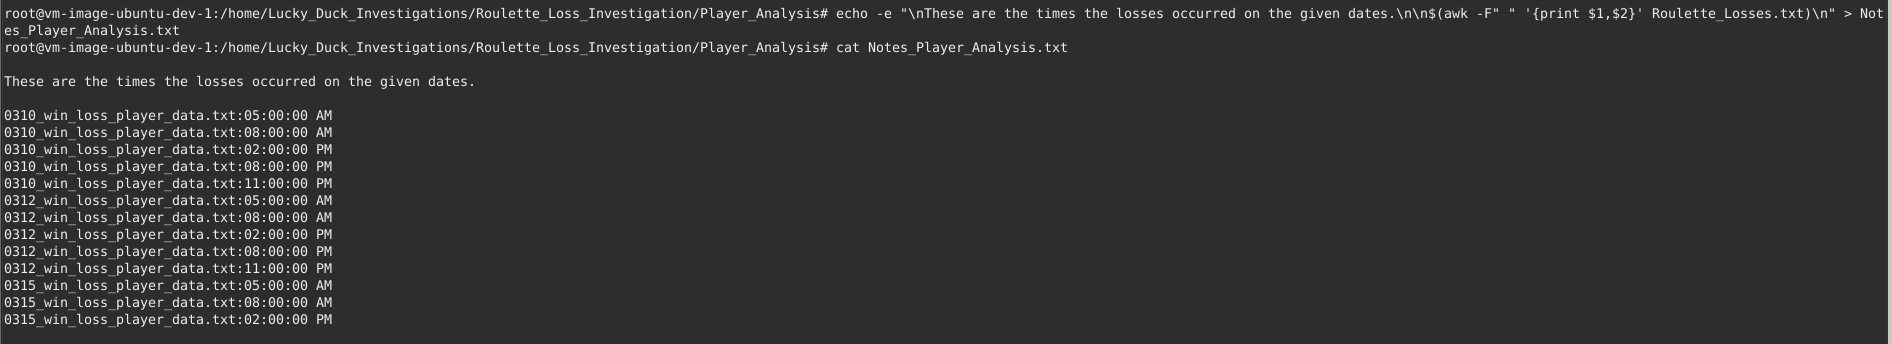 root@vm-image-ubuntu-dev-1:/home/Lucky_Duck_Investigations/Roulette_Loss_Investigation/Player_Analysis# echo -e "\nThese are the times the losses occurred on the given dates.\n\n$(awk -F" " '{print $1,$2}' Roulette_Losses.txt)\n" > Not
es_Player_Analysis.txt
root@vm-image-ubuntu-dev-1:/home/Lucky_Duck_Investigations/Roulette_Loss_Investigation/Player_Analysis# cat Notes_Player_Analysis.txt
These are the times the losses occurred on the given dates.
0310_win_loss_player_data.txt:05:00:00 AM
0310_win_loss_player_data.txt:08:00:00 AM
0310_win_loss_player_data.txt:02:00:00 PM
0310_win_loss_player_data.txt:08:00:00 PM
0310_win_loss_player_data.txt:11:00:00 PM
0312_win_loss_player_data.txt:05:00:00 AM
0312_win_loss_player_data.txt:08:00:00 AM
0312_win_loss_player_data.txt:02:00:00 PM
0312_win_loss_player_data.txt:08:00:00 PM
0312_win_loss_player_data.txt:11:00:00 PM
0315_win_loss_player_data.txt:05:00:00 AM
0315_win_loss_player_data.txt:08:00:00 AM
0315_win_loss_player_data.txt:02:00:00 PM